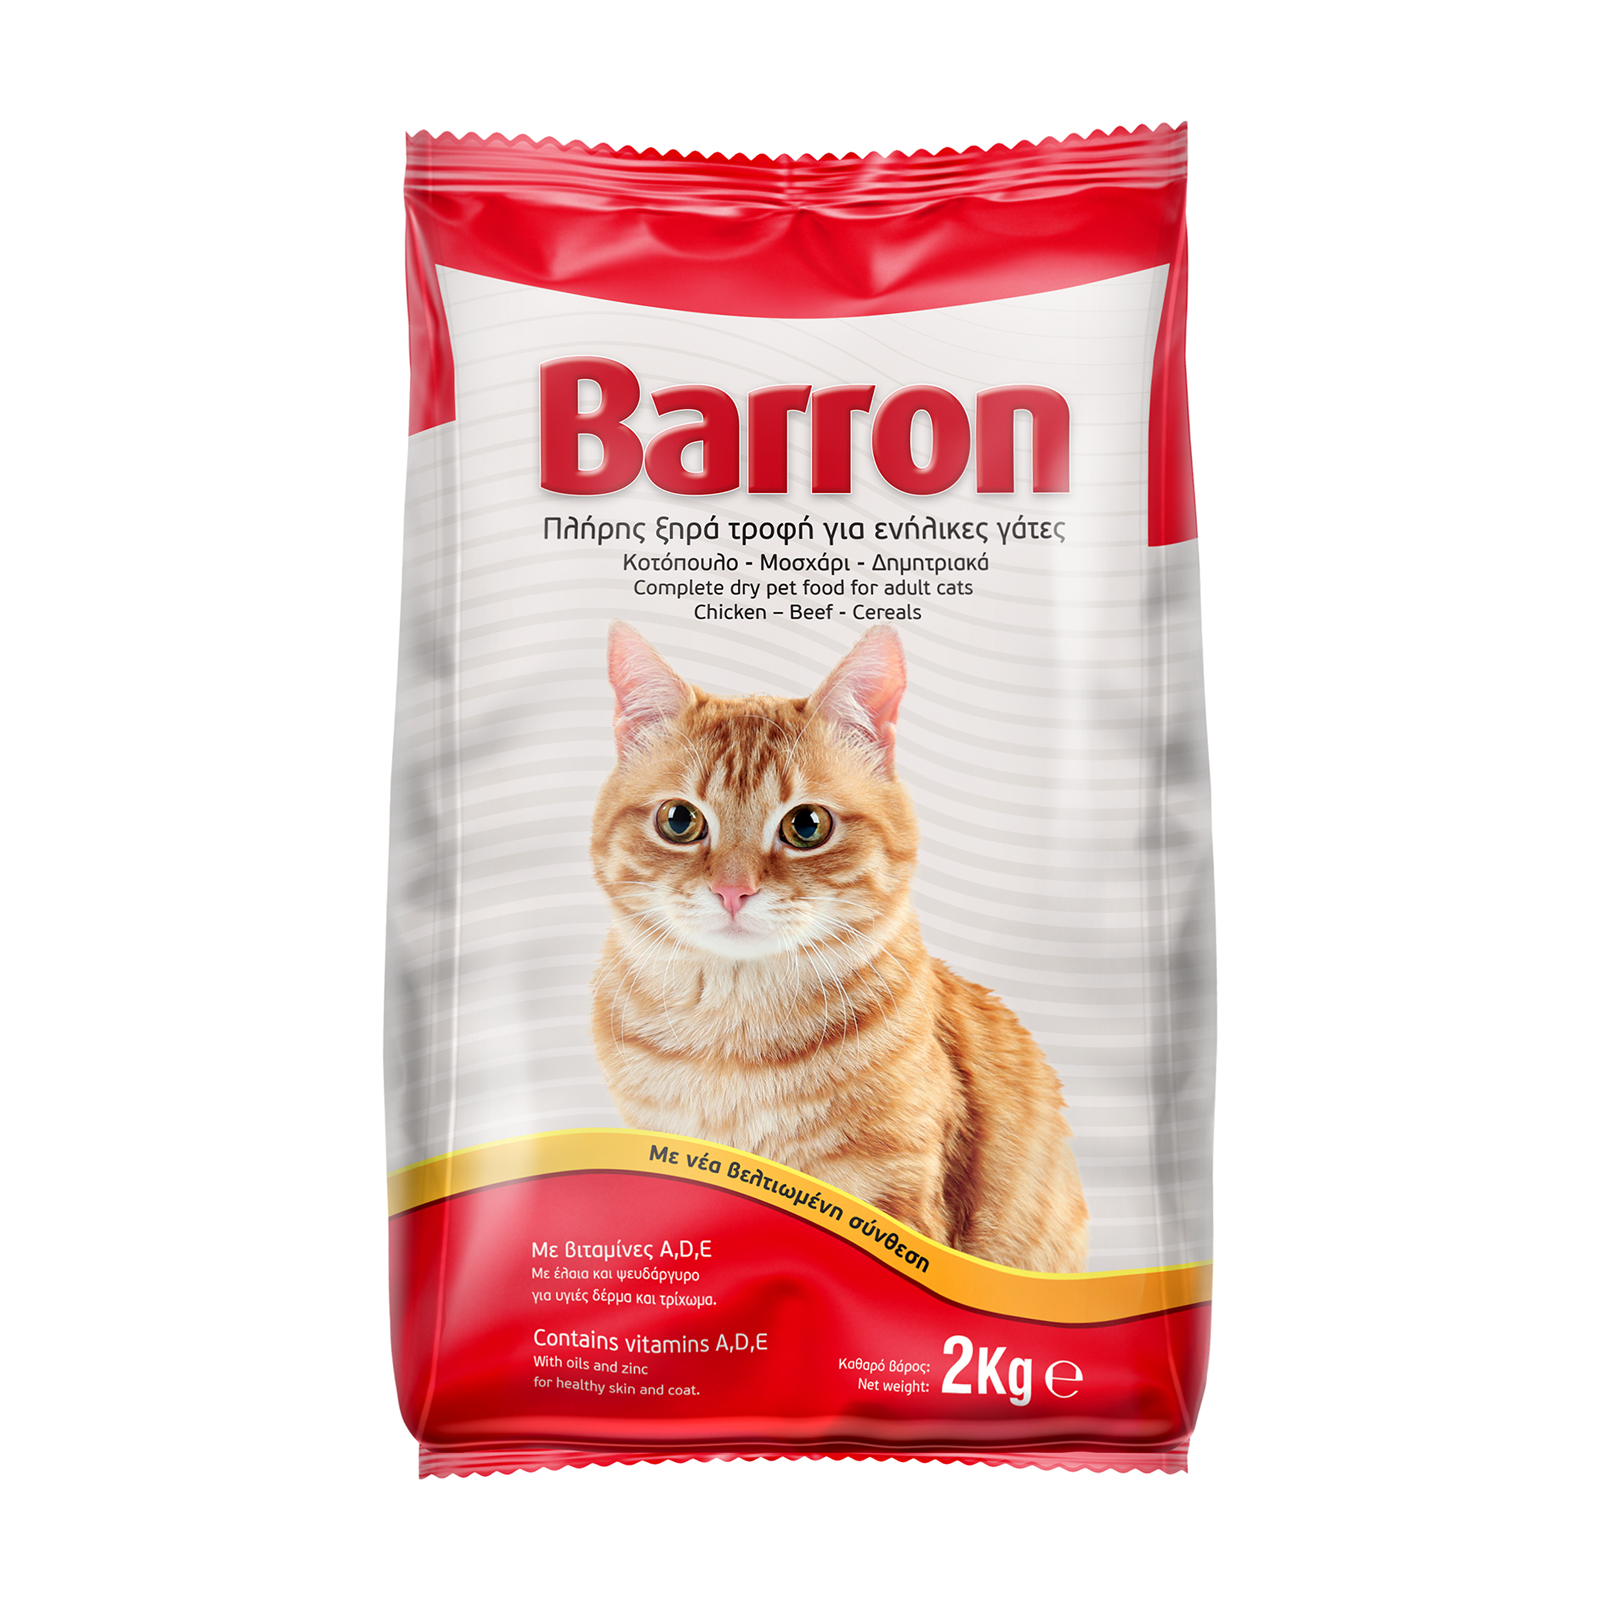 Barron
Πλήρης ξηρά τροφή για ενήλικες γάτες
Κοτόπουλο - Μοσχάρι - Δημητριακά
Complete dry pet food for adult cats
Chicken – Beef - Cereals
Με νέα βελτιωμένη σύνθεση
Με βιταμίνες A,D,E
Με έλαια και ψευδάργυρο
για υγιές δέρμα και τρίχωμα.
Contains vitamins A,D,E
With oils and zinc
for healthy skin and coat.
Καθαρό βάρος:
Net weight:
2Kg ℮